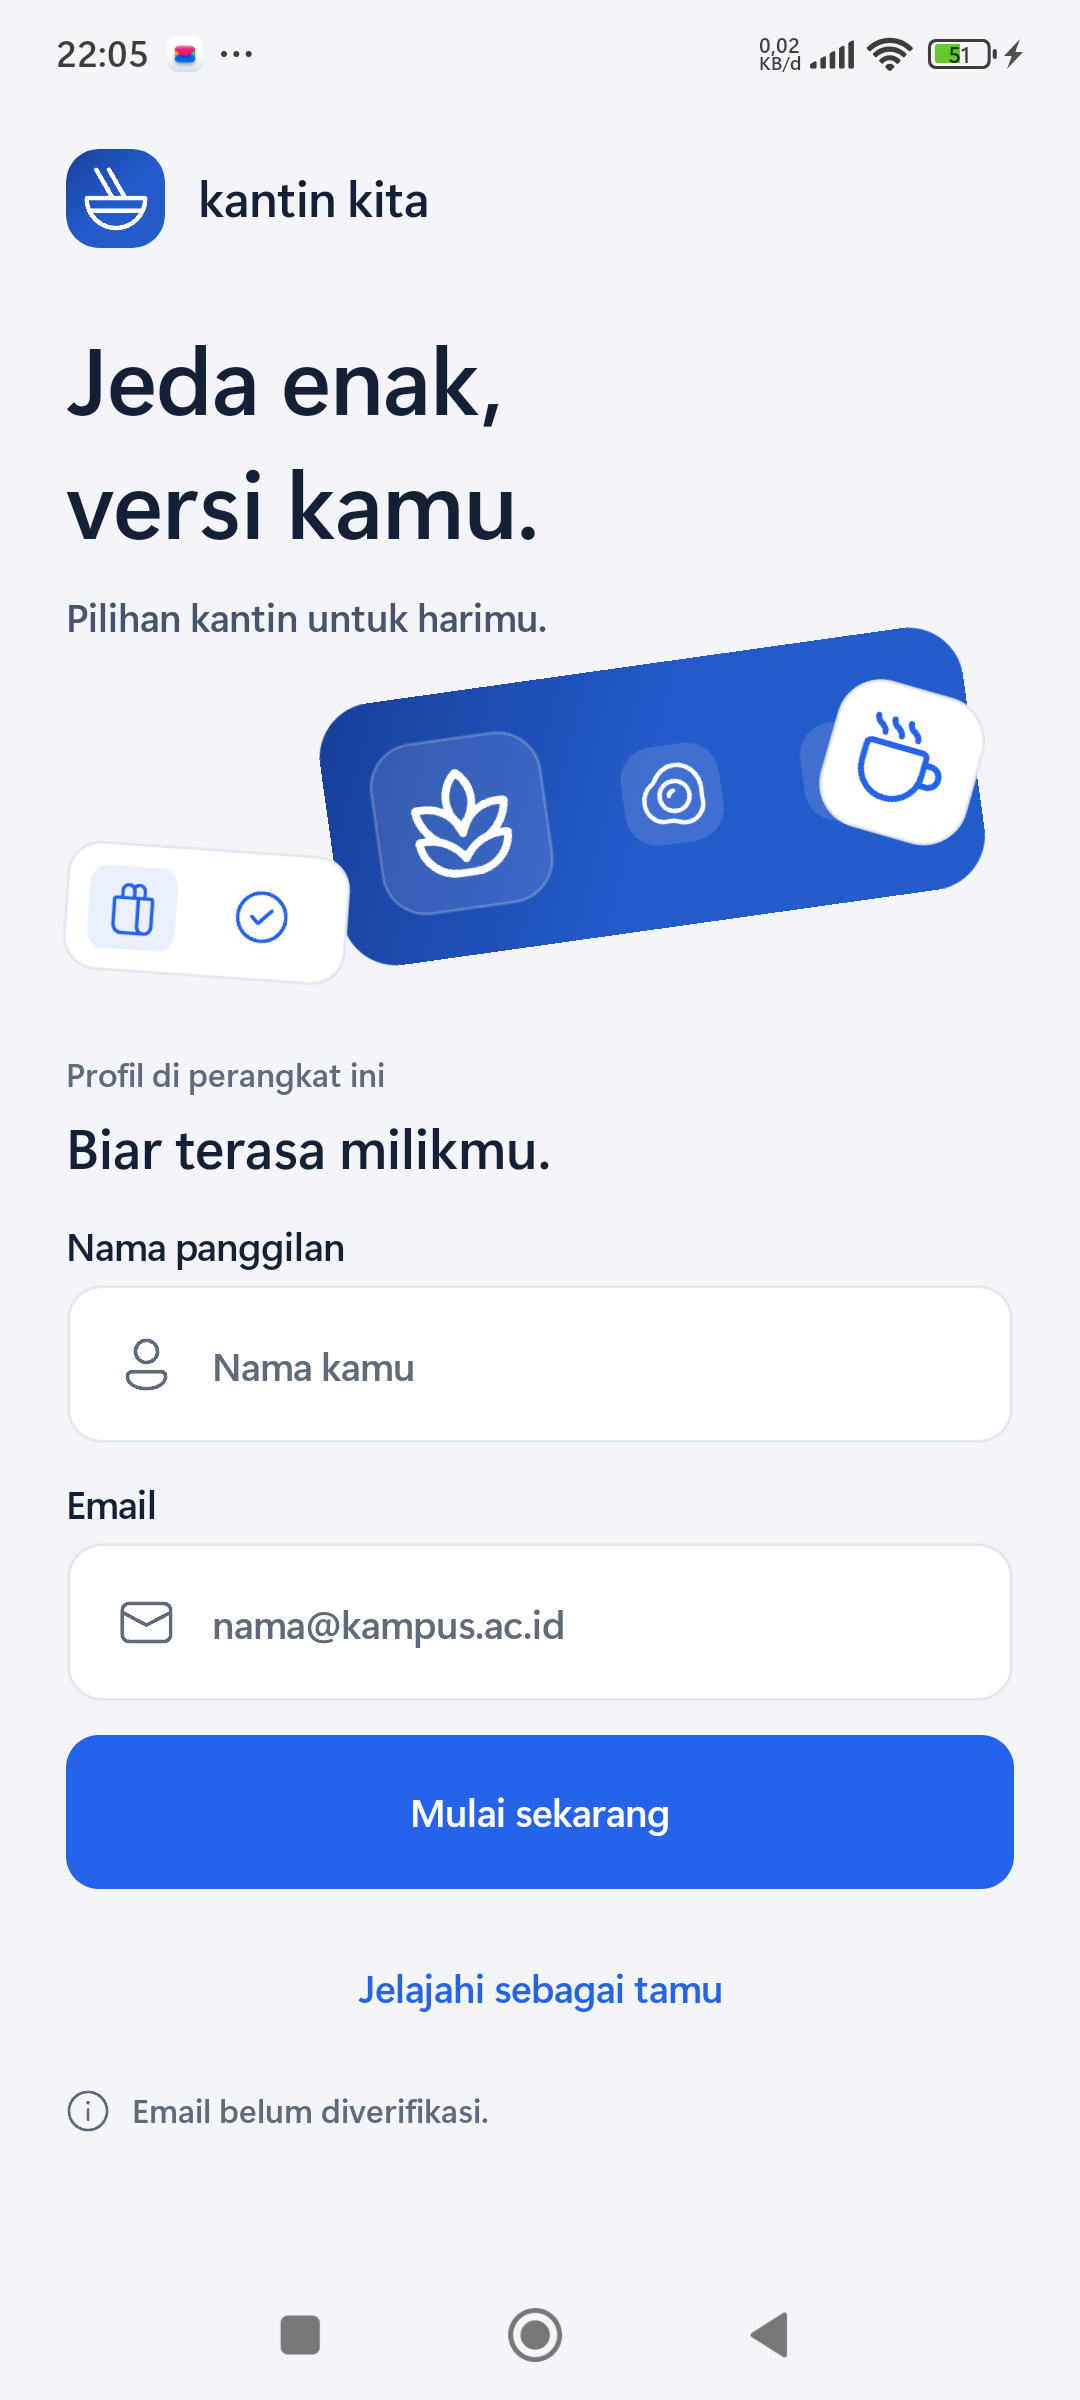 22:05
0,02
KB/d
51
kantin kita
Jeda enak,
versi kamu.
Pilihan kantin untuk harimu.
Profil di perangkat ini
Biar terasa milikmu.
Nama panggilan
Nama kamu
Email
nama@kampus.ac.id
Mulai sekarang
Jelajahi sebagai tamu
Email belum diverifikasi.